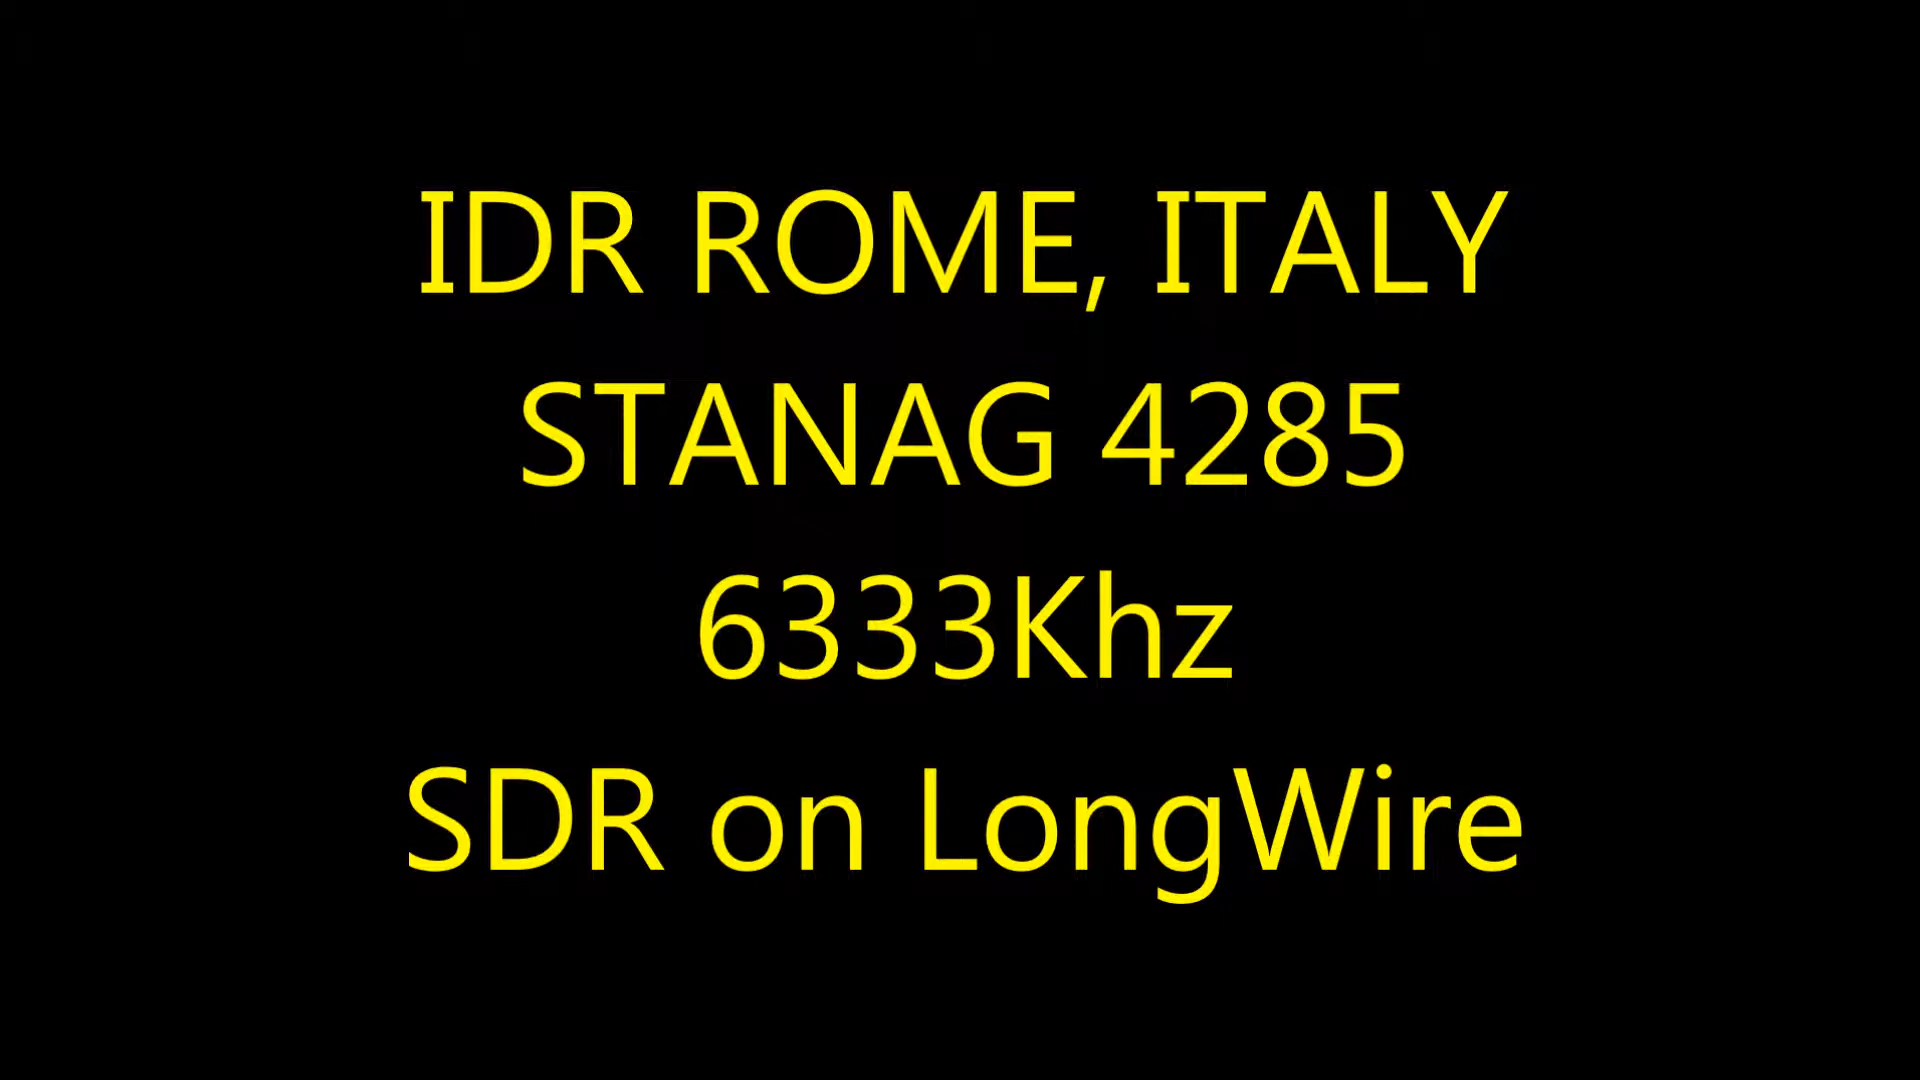 IDR ROME, ITALY
STANAG 4285
6333Khz
SDR on LongWire